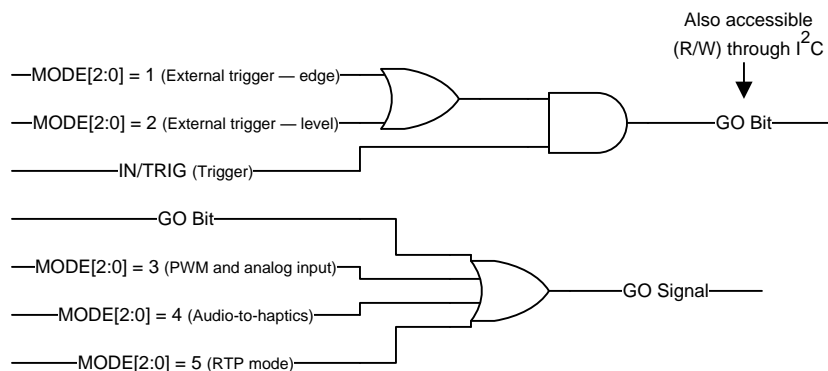 Also accessible
(R/W) through I²C
MODE[2:0] = 1 (External trigger — edge)
MODE[2:0] = 2 (External trigger — level)
GO Bit
IN/TRIG (Trigger)
GO Bit
MODE[2:0] = 3 (PWM and analog input)
GO Signal
MODE[2:0] = 4 (Audio-to-haptics)
MODE[2:0] = 5 (RTP mode)